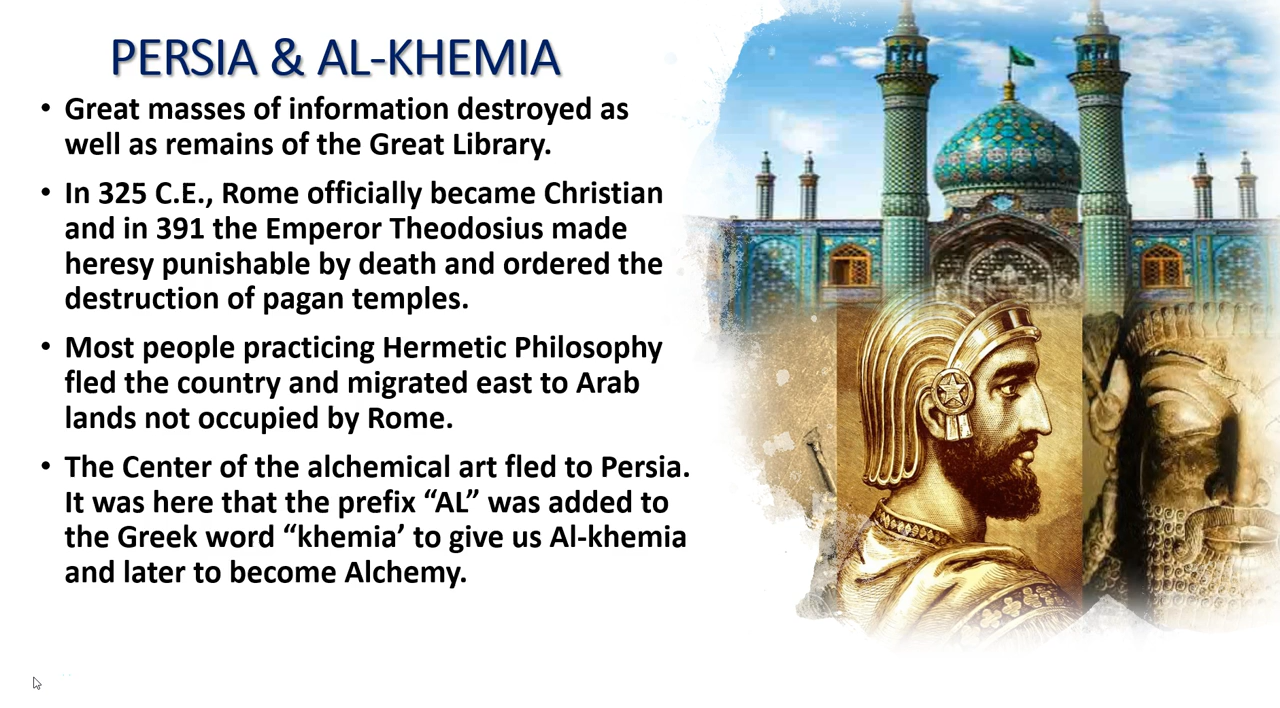 PERSIA & AL-KHEMIA
• Great masses of information destroyed as
well as remains of the Great Library.
• In 325 C.E., Rome officially became Christian
and in 391 the Emperor Theodosius made
heresy punishable by death and ordered the
destruction of pagan temples.
• Most people practicing Hermetic Philosophy
fled the country and migrated east to Arab
lands not occupied by Rome.
• The Center of the alchemical art fled to Persia.
It was here that the prefix “AL” was added to
the Greek word “khemia’ to give us Al-khemia
and later to become Alchemy.